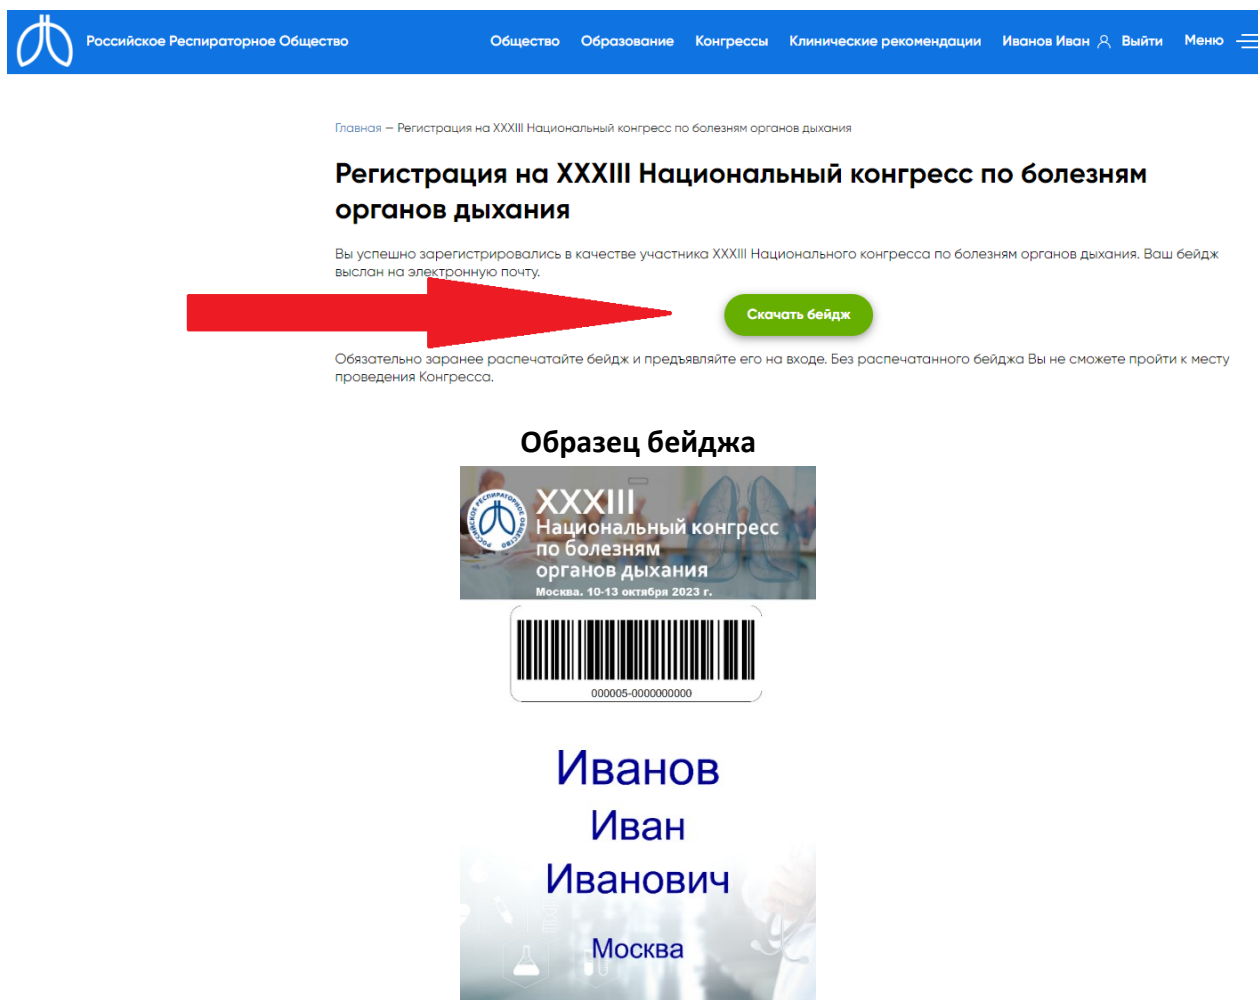 Российское Респираторное Общество
Общество Образование Конгрессы Клинические рекомендации Иванов Иван Выйти Меню
Главная — Регистрация на XXXIII Национальный конгресс по болезням органов дыхания
Регистрация на XXXIII Национальный конгресс по болезням
органов дыхания
Вы успешно зарегистрировались в качестве участника XXXIII Национального конгресса по болезням органов дыхания. Ваш бейдж
выслан на электронную почту.
Скачать бейдж
Обязательно заранее распечатайте бейдж и предъявляйте его на входе. Без распечатанного бейджа Вы не сможете пройти к месту
проведения Конгресса.
Образец бейджа
РОССИЙСКОЕ РЕСПИРАТОРНОЕ ОБЩЕСТВО
XXXIII
Национальный конгресс
по болезням
органов дыхания
Москва. 10-13 октября 2023 г.
000005-0000000000
Иванов
Иван
Иванович
Москва